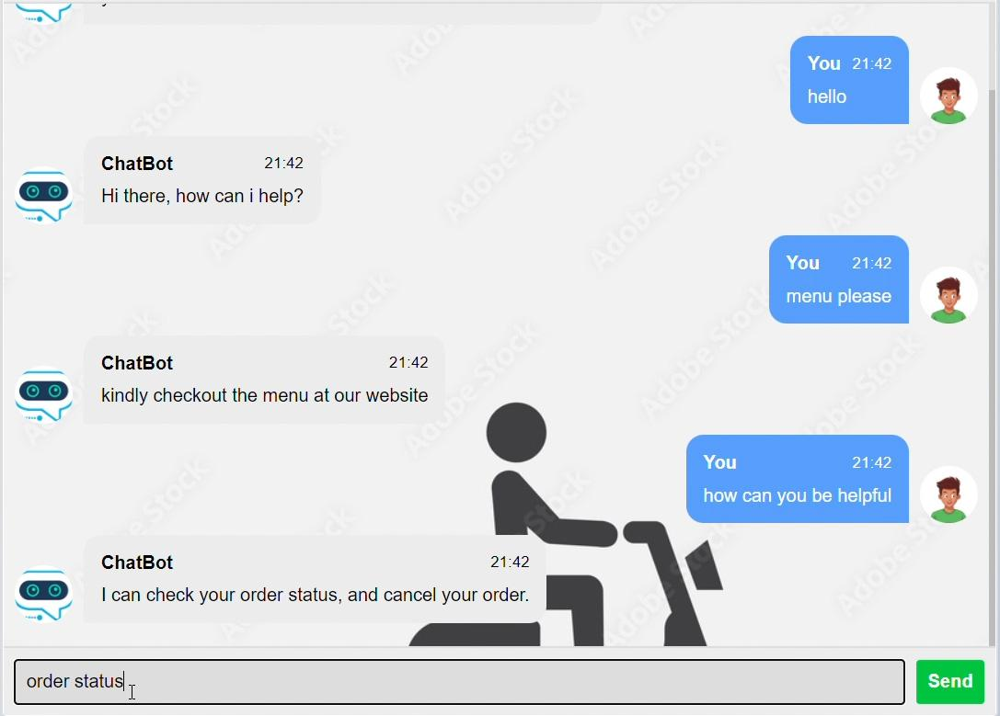 You 21:42
hello
ChatBot 21:42
Hi there, how can i help?
You 21:42
menu please
ChatBot 21:42
kindly checkout the menu at our website
You 21:42
how can you be helpful
ChatBot 21:42
I can check your order status, and cancel your order.
order status
Send
Adobe Stock